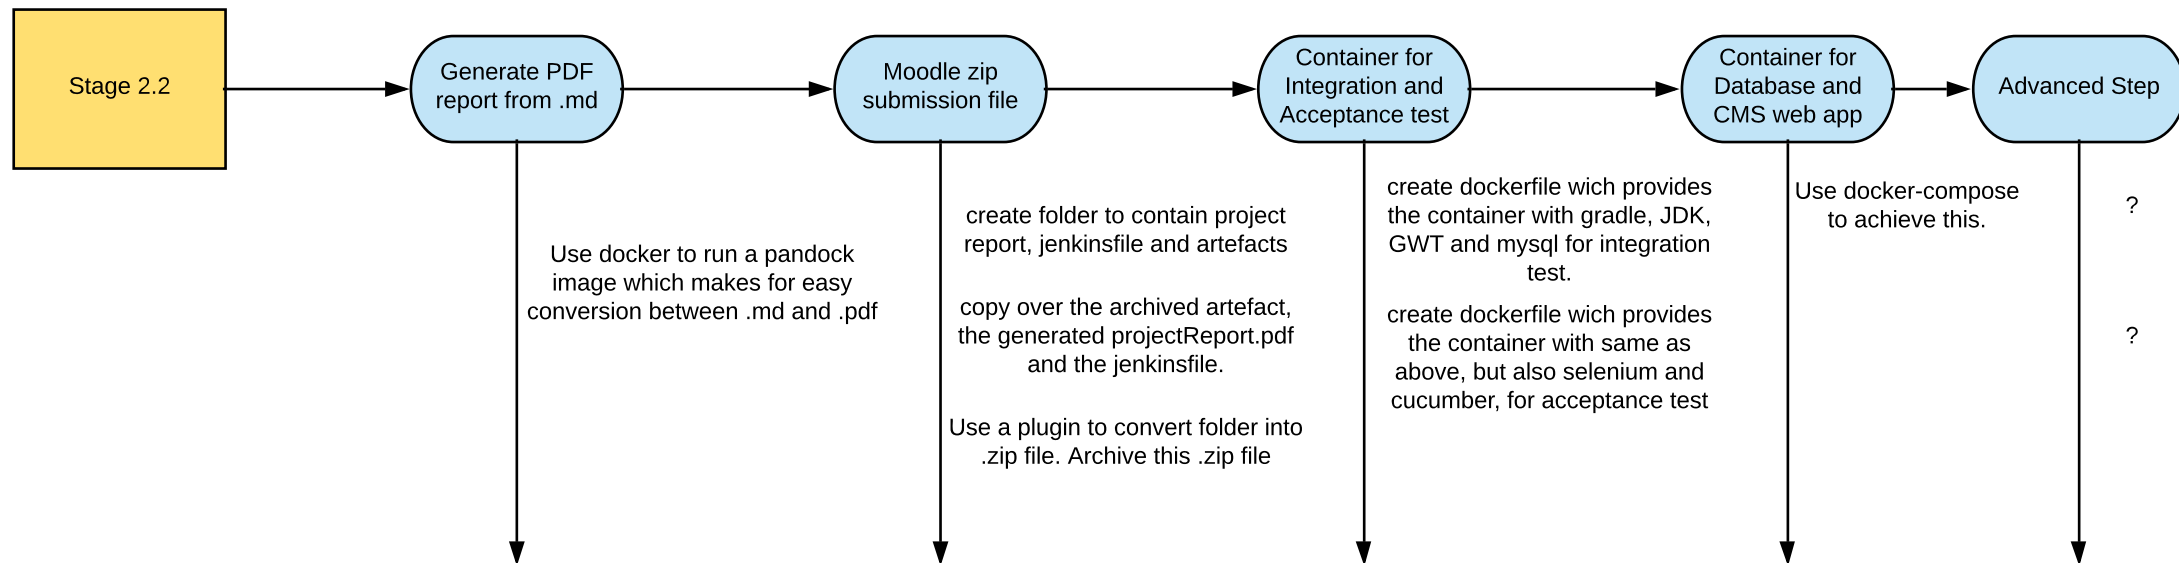 Stage 2.2
Generate PDF
report from .md
Moodle zip
submission file
Container for
Integration and
Acceptance test
Container for
Database and
CMS web app
Advanced Step
Use docker to run a pandock
image which makes for easy
conversion between .md and .pdf
create folder to contain project
report, jenkinsfile and artefacts
copy over the archived artefact,
the generated projectReport.pdf
and the jenkinsfile.
Use a plugin to convert folder into
.zip file. Archive this .zip file
create dockerfile wich provides
the container with gradle, JDK,
GWT and mysql for integration
test.
create dockerfile wich provides
the container with same as
above, but also selenium and
cucumber, for acceptance test
Use docker-compose
to achieve this.
?
?